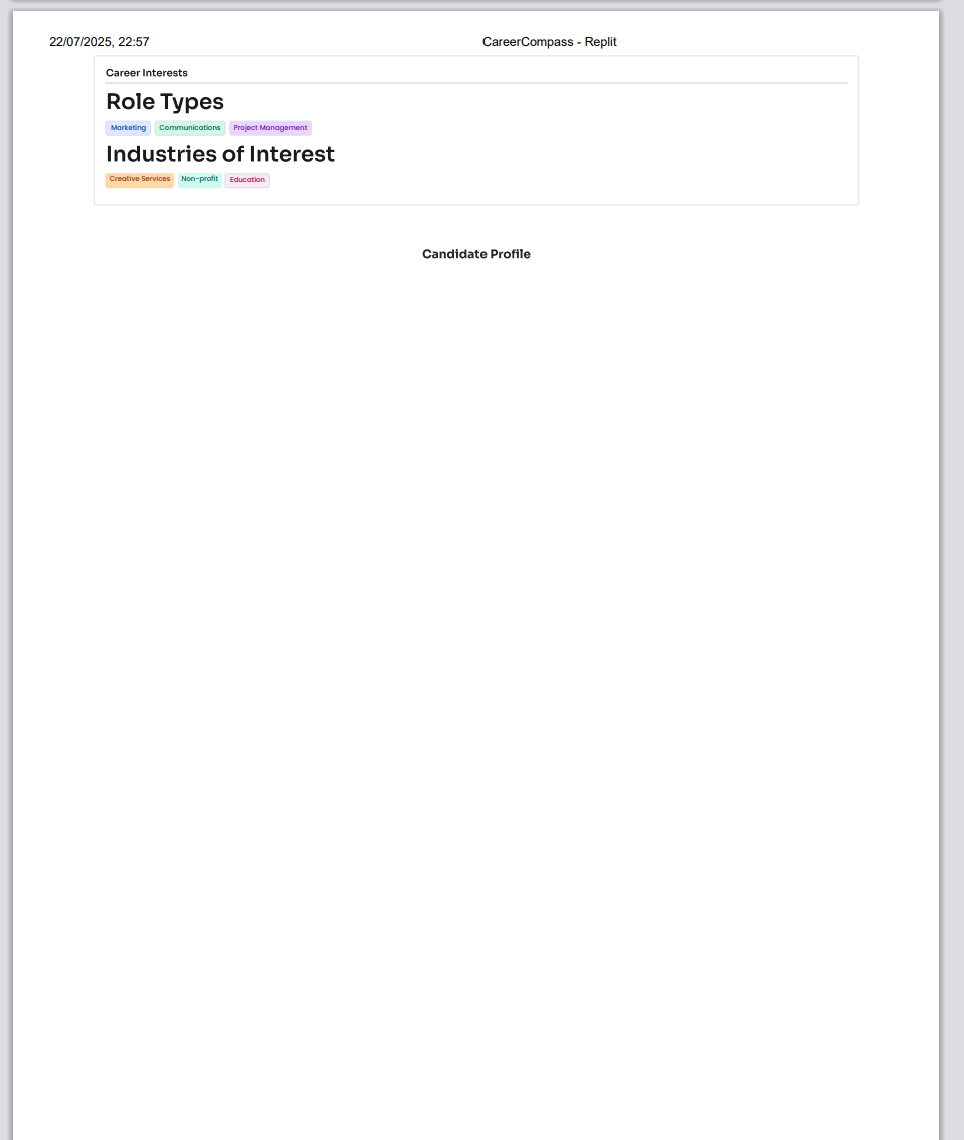 22/07/2025, 22:57 CareerCompass - Replit
Career Interests
Role Types
Marketing Communications Project Management
Industries of Interest
Creative Services Non-profit Education
Candidate Profile